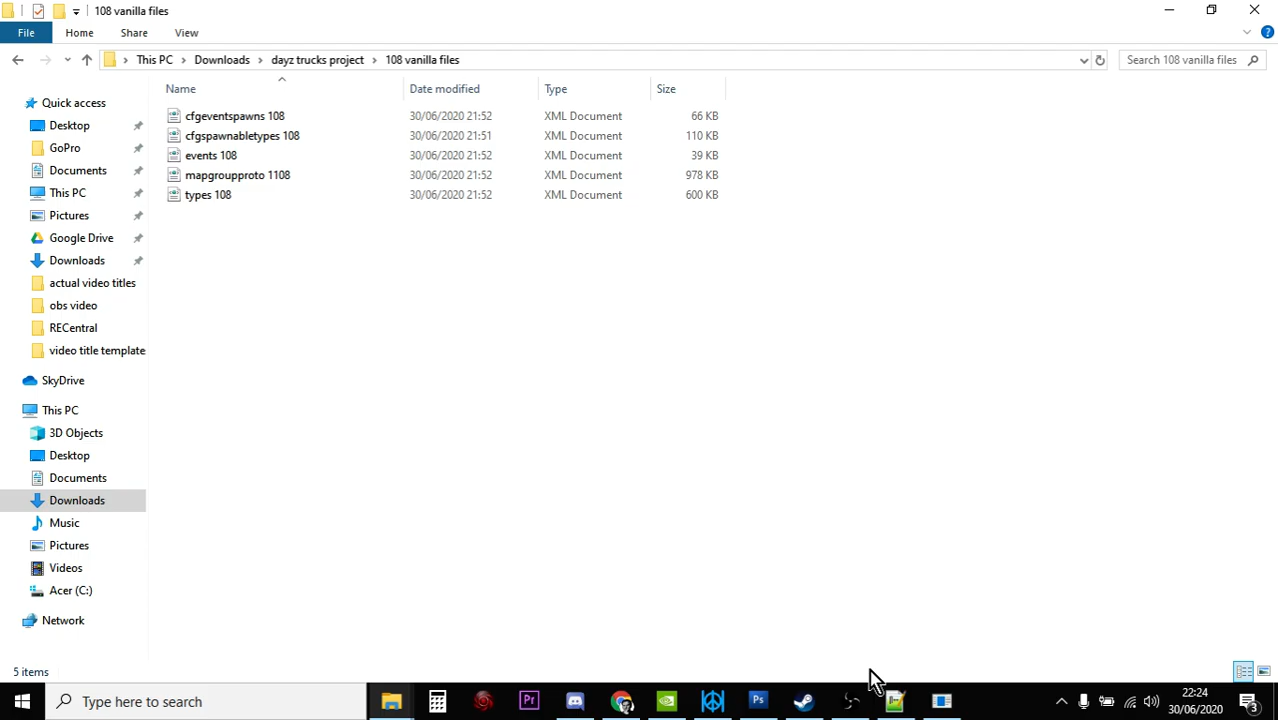 108 vanilla files
File Home Share View
This PC Downloads dayz trucks project 108 vanilla files Search 108 vanilla files
Name Date modified Type Size
cfgeventspawns 108 30/06/2020 21:52 XML Document 66 KB
cfgspawnabletypes 108 30/06/2020 21:51 XML Document 110 KB
events 108 30/06/2020 21:52 XML Document 39 KB
mapgroupproto 1108 30/06/2020 21:52 XML Document 978 KB
types 108 30/06/2020 21:52 XML Document 600 KB
Quick access
Desktop
GoPro
Documents
This PC
Pictures
Google Drive
Downloads
actual video titles
obs video
RECentral
video title template
SkyDrive
This PC
3D Objects
Desktop
Documents
Downloads
Music
Pictures
Videos
Acer (C:)
Network
5 items
Type here to search
Pr
Ps
22:24
30/06/2020
3